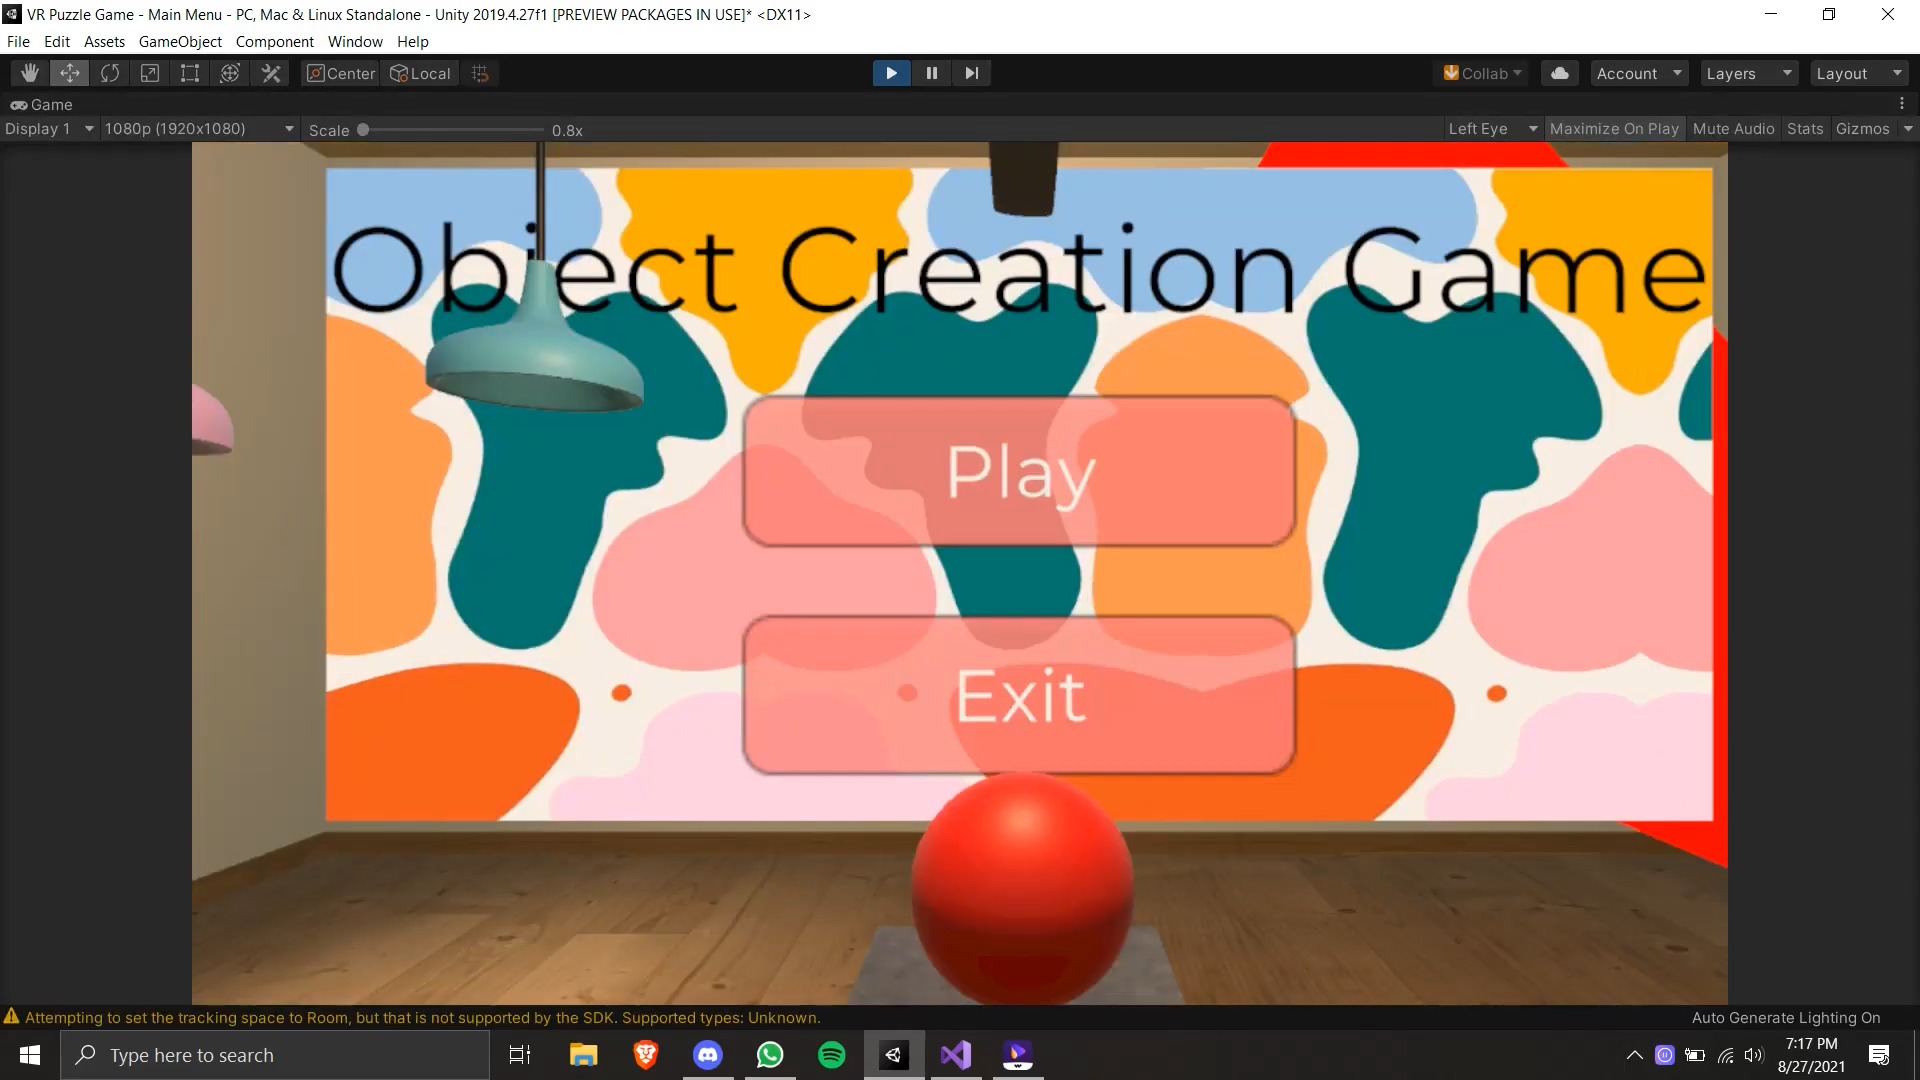 VR Puzzle Game - Main Menu - PC, Mac & Linux Standalone - Unity 2019.4.27f1 [PREVIEW PACKAGES IN USE]* <DX11>
File Edit Assets GameObject Component Window Help
Center Local Collab Account Layers Layout
Game
Display 1 1080p (1920x1080) Scale 0.8x Left Eye Maximize On Play Mute Audio Stats Gizmos
Object Creation Game
Play
Exit
Attempting to set the tracking space to Room, but that is not supported by the SDK. Supported types: Unknown. Auto Generate Lighting On
Type here to search
7:17 PM
8/27/2021